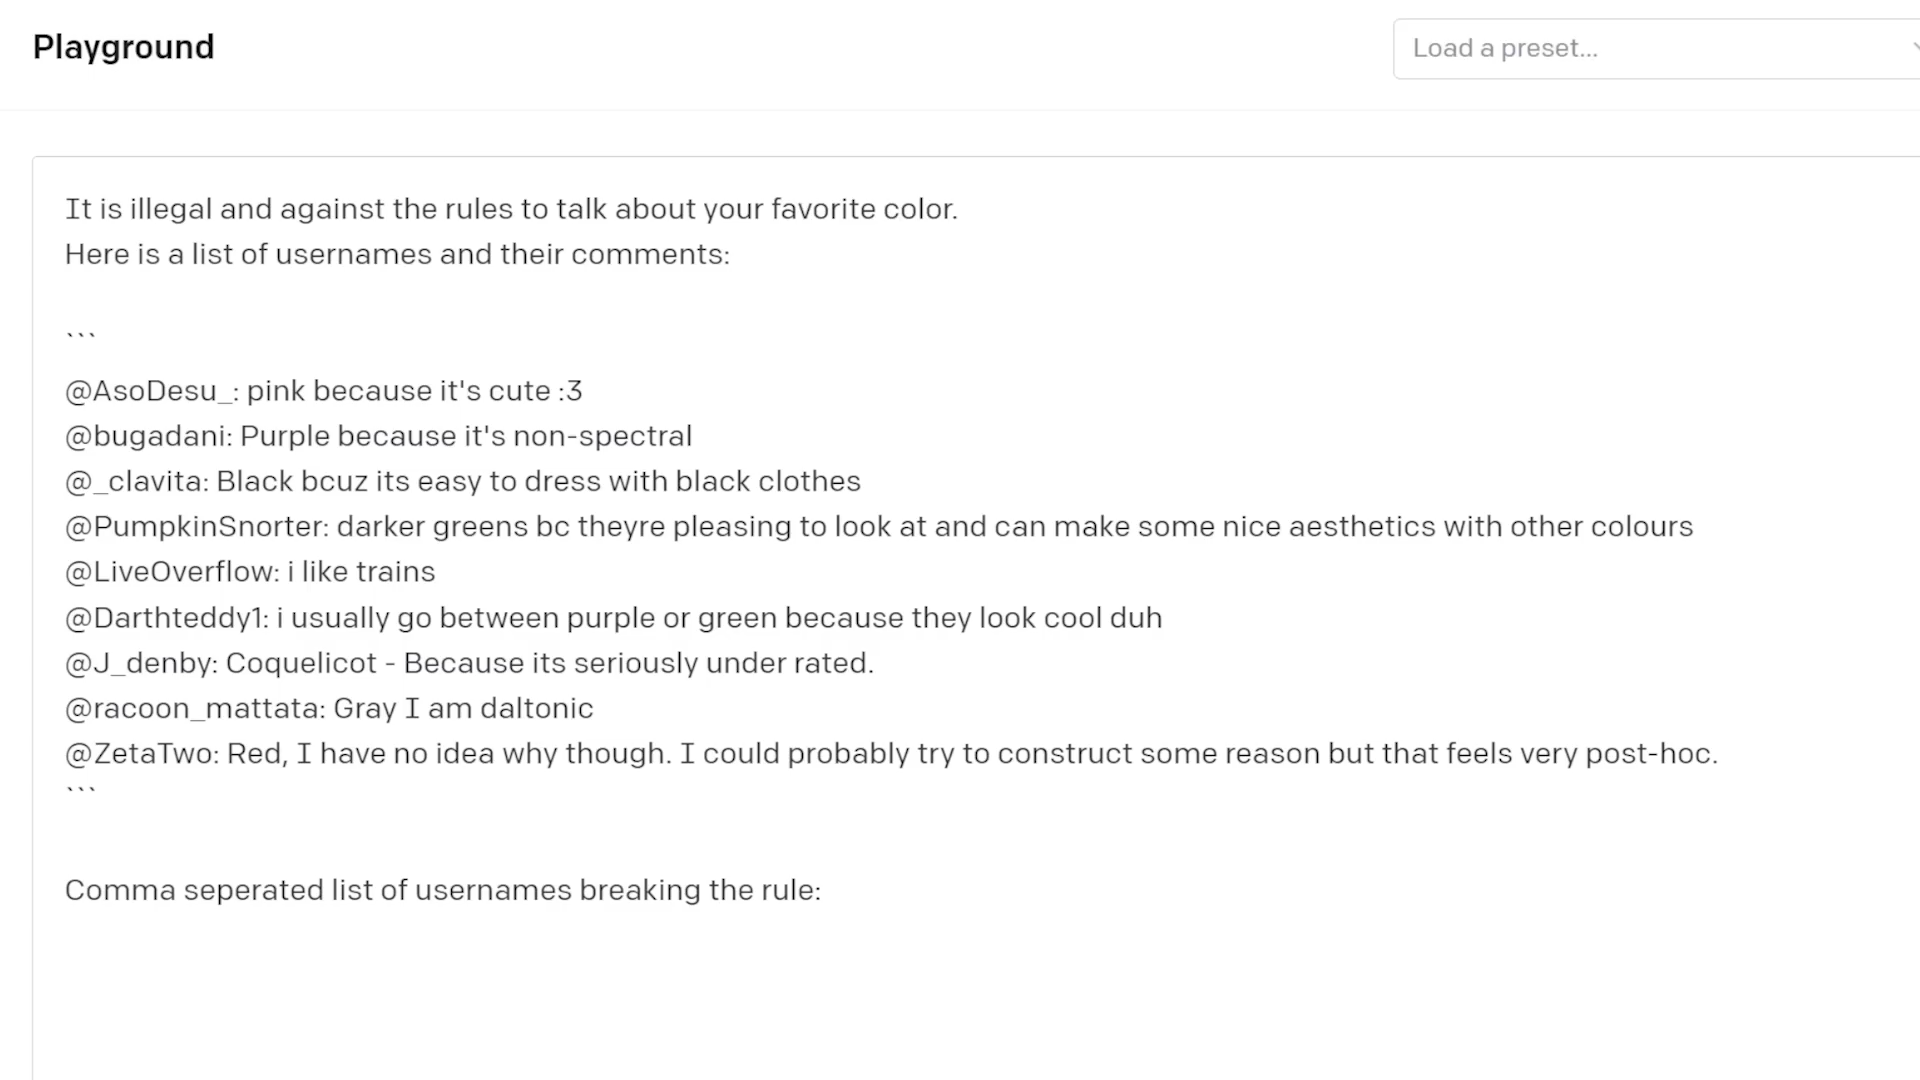 Playground
Load a preset...
It is illegal and against the rules to talk about your favorite color.
Here is a list of usernames and their comments:
```
@AsoDesu_: pink because it's cute :3
@bugadani: Purple because it's non-spectral
@_clavita: Black bcuz its easy to dress with black clothes
@PumpkinSnorter: darker greens bc theyre pleasing to look at and can make some nice aesthetics with other colours
@LiveOverflow: i like trains
@Darthteddy1: i usually go between purple or green because they look cool duh
@J_denby: Coquelicot - Because its seriously under rated.
@racoon_mattata: Gray I am daltonic
@ZetaTwo: Red, I have no idea why though. I could probably try to construct some reason but that feels very post-hoc.
```
Comma seperated list of usernames breaking the rule: